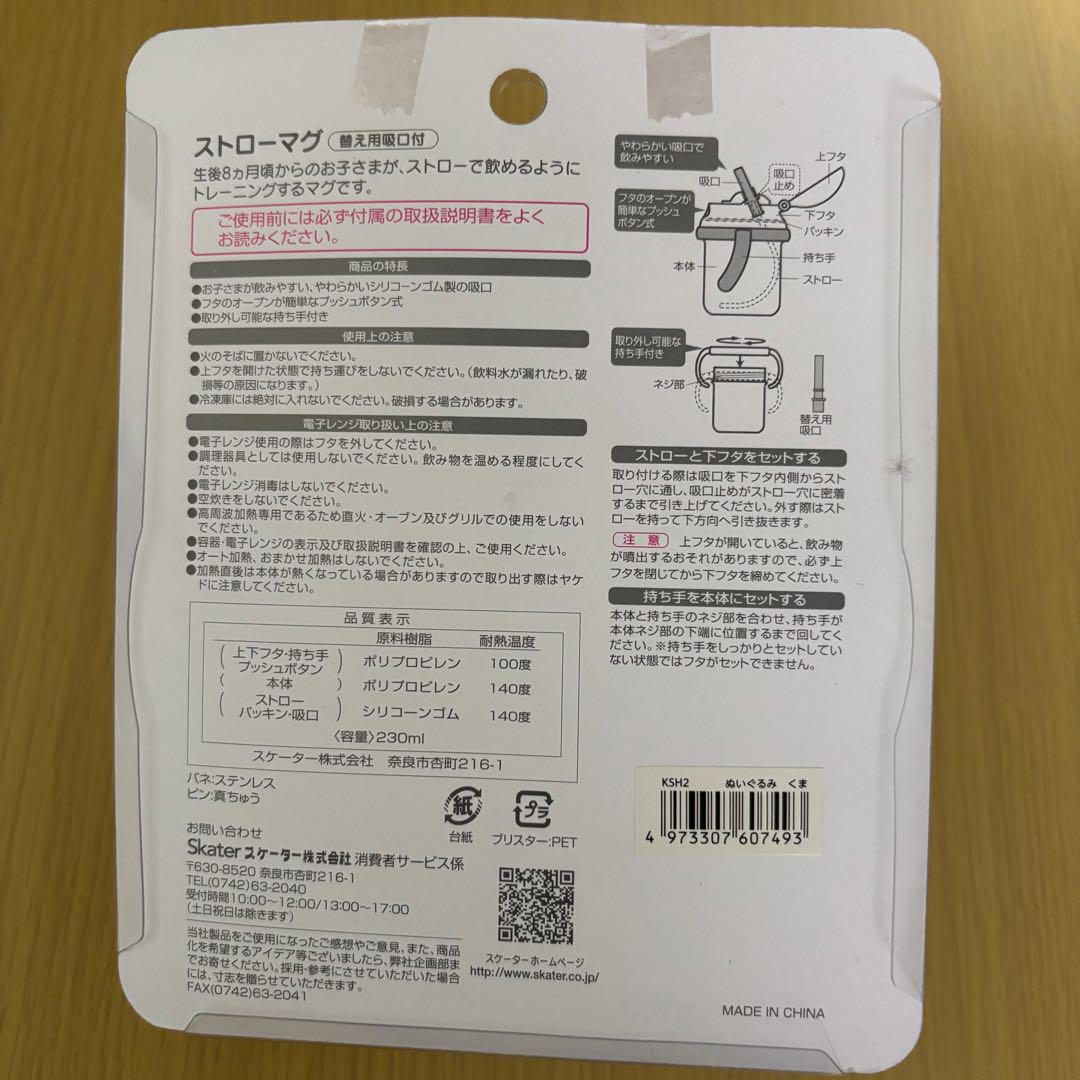 ストローマグ 替え用吸口付
生後8ヵ月頃からのお子さまが、ストローで飲めるように
トレーニングするマグです。
ご使用前には必ず付属の取扱説明書をよく
お読みください。
商品の特長
●お子さまが飲みやすい、やわらかいシリコーンゴム製の吸口
●フタのオープンが簡単なプッシュボタン式
●取り外し可能な持ち手付き
使用上の注意
●火のそばに置かないでください。
●上フタを開けた状態で持ち運びをしないでください。(飲料水が漏れたり、破
損等の原因になります。)
●冷凍庫には絶対に入れないでください。破損する場合があります。
電子レンジ取り扱い上の注意
●電子レンジ使用の際はフタを外してください。
●調理器具としては使用しないでください。飲み物を温める程度にしてく
ださい。
●電子レンジ消毒はしないでください。
●空炊きをしないでください。
●高周波加熱専用であるため直火・オーブン及びグリルでの使用をしない
でください。
●容器・電子レンジの表示及び取扱説明書を確認の上、ご使用ください。
●オート加熱、おまかせ加熱はしないでください。
●加熱直後は本体が熱くなっている場合がありますので取り出す際はヤケ
ドに注意してください。
品質表示
原料樹脂 耐熱温度
(上下フタ・持ち手
プッシュボタン) ポリプロピレン 100度
(本体) ポリプロピレン 140度
(ストロー
パッキン・吸口) シリコーンゴム 140度
〈容量〉230ml
スケーター株式会社 奈良市杏町216-1
バネ:ステンレス
ピン:真ちゅう
お問い合わせ
Skater スケーター株式会社 消費者サービス係
〒630-8520 奈良市杏町216-1
TEL(0742)63-2040
受付時間10:00~12:00/13:00~17:00
(土日祝日は除きます)
当社製品をご使用になったご感想やご意見、また、商品
化を希望するアイデア等ございましたら、弊社企画部ま
でお寄せください。採用・参考にさせていただいた場合
には、寸志を贈らせていただきます。
FAX(0742)63-2041
紙
台紙
プラ
ブリスター:PET
スケーターホームページ
http://www.skater.co.jp/
やわらかい吸口で
飲みやすい
吸口
吸口
止め
上フタ
フタのオープンが
簡単なプッシュ
ボタン式
下フタ
パッキン
本体
持ち手
ストロー
取り外し可能な
持ち手付き
ネジ部
替え用
吸口
ストローと下フタをセットする
取り付ける際は吸口を下フタ内側からスト
ロー穴に通し、吸口止めがストロー穴に密着
するまで引き上げてください。外す際はスト
ローを持って下方向へ引き抜きます。
注意 上フタが開いていると、飲み物
が噴出するおそれがありますので、必ず上
フタを閉じてから下フタを締めてください。
持ち手を本体にセットする
本体と持ち手のネジ部を合わせ、持ち手が
本体ネジ部の下端に位置するまで回してく
ださい。※持ち手をしっかりとセットしてい
ない状態ではフタがセットできません。
KSH2 ぬいぐるみ くま
4 973307 607493
MADE IN CHINA